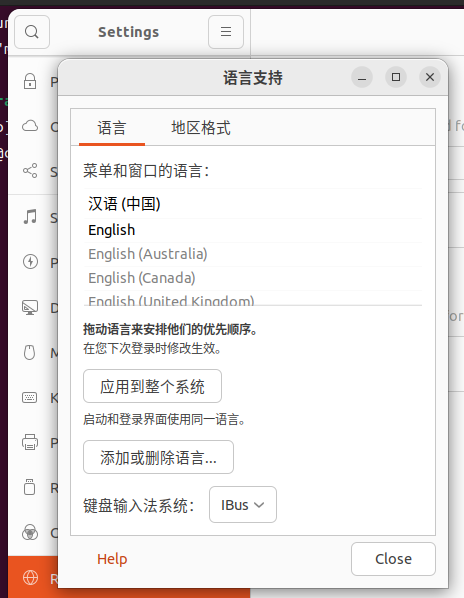 Settings
语言支持
语言
地区格式
菜单和窗口的语言：
汉语 (中国)
English
English (Australia)
English (Canada)
English (United Kingdom)
拖动语言来安排他们的优先顺序。
在您下次登录时修改生效。
应用到整个系统
启动和登录界面使用同一语言。
添加或删除语言...
键盘输入法系统：
IBus
Help
Close